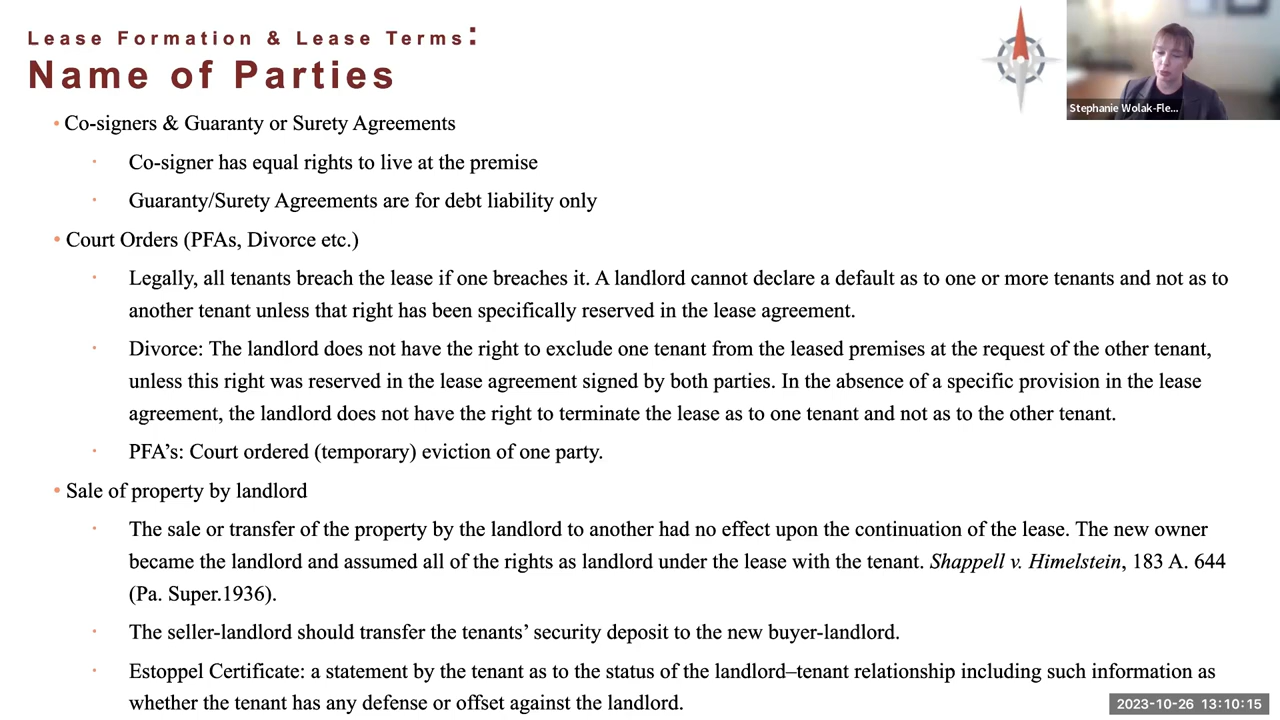 Lease Formation & Lease Terms:
Name of Parties
Stephanie Wolak-Fle...
• Co-signers & Guaranty or Surety Agreements
· Co-signer has equal rights to live at the premise
· Guaranty/Surety Agreements are for debt liability only
• Court Orders (PFAs, Divorce etc.)
· Legally, all tenants breach the lease if one breaches it. A landlord cannot declare a default as to one or more tenants and not as to
another tenant unless that right has been specifically reserved in the lease agreement.
· Divorce: The landlord does not have the right to exclude one tenant from the leased premises at the request of the other tenant,
unless this right was reserved in the lease agreement signed by both parties. In the absence of a specific provision in the lease
agreement, the landlord does not have the right to terminate the lease as to one tenant and not as to the other tenant.
· PFA’s: Court ordered (temporary) eviction of one party.
• Sale of property by landlord
· The sale or transfer of the property by the landlord to another had no effect upon the continuation of the lease. The new owner
became the landlord and assumed all of the rights as landlord under the lease with the tenant. Shappell v. Himelstein, 183 A. 644
(Pa. Super.1936).
· The seller-landlord should transfer the tenants’ security deposit to the new buyer-landlord.
· Estoppel Certificate: a statement by the tenant as to the status of the landlord–tenant relationship including such information as
whether the tenant has any defense or offset against the landlord.
2023-10-26 13:10:15